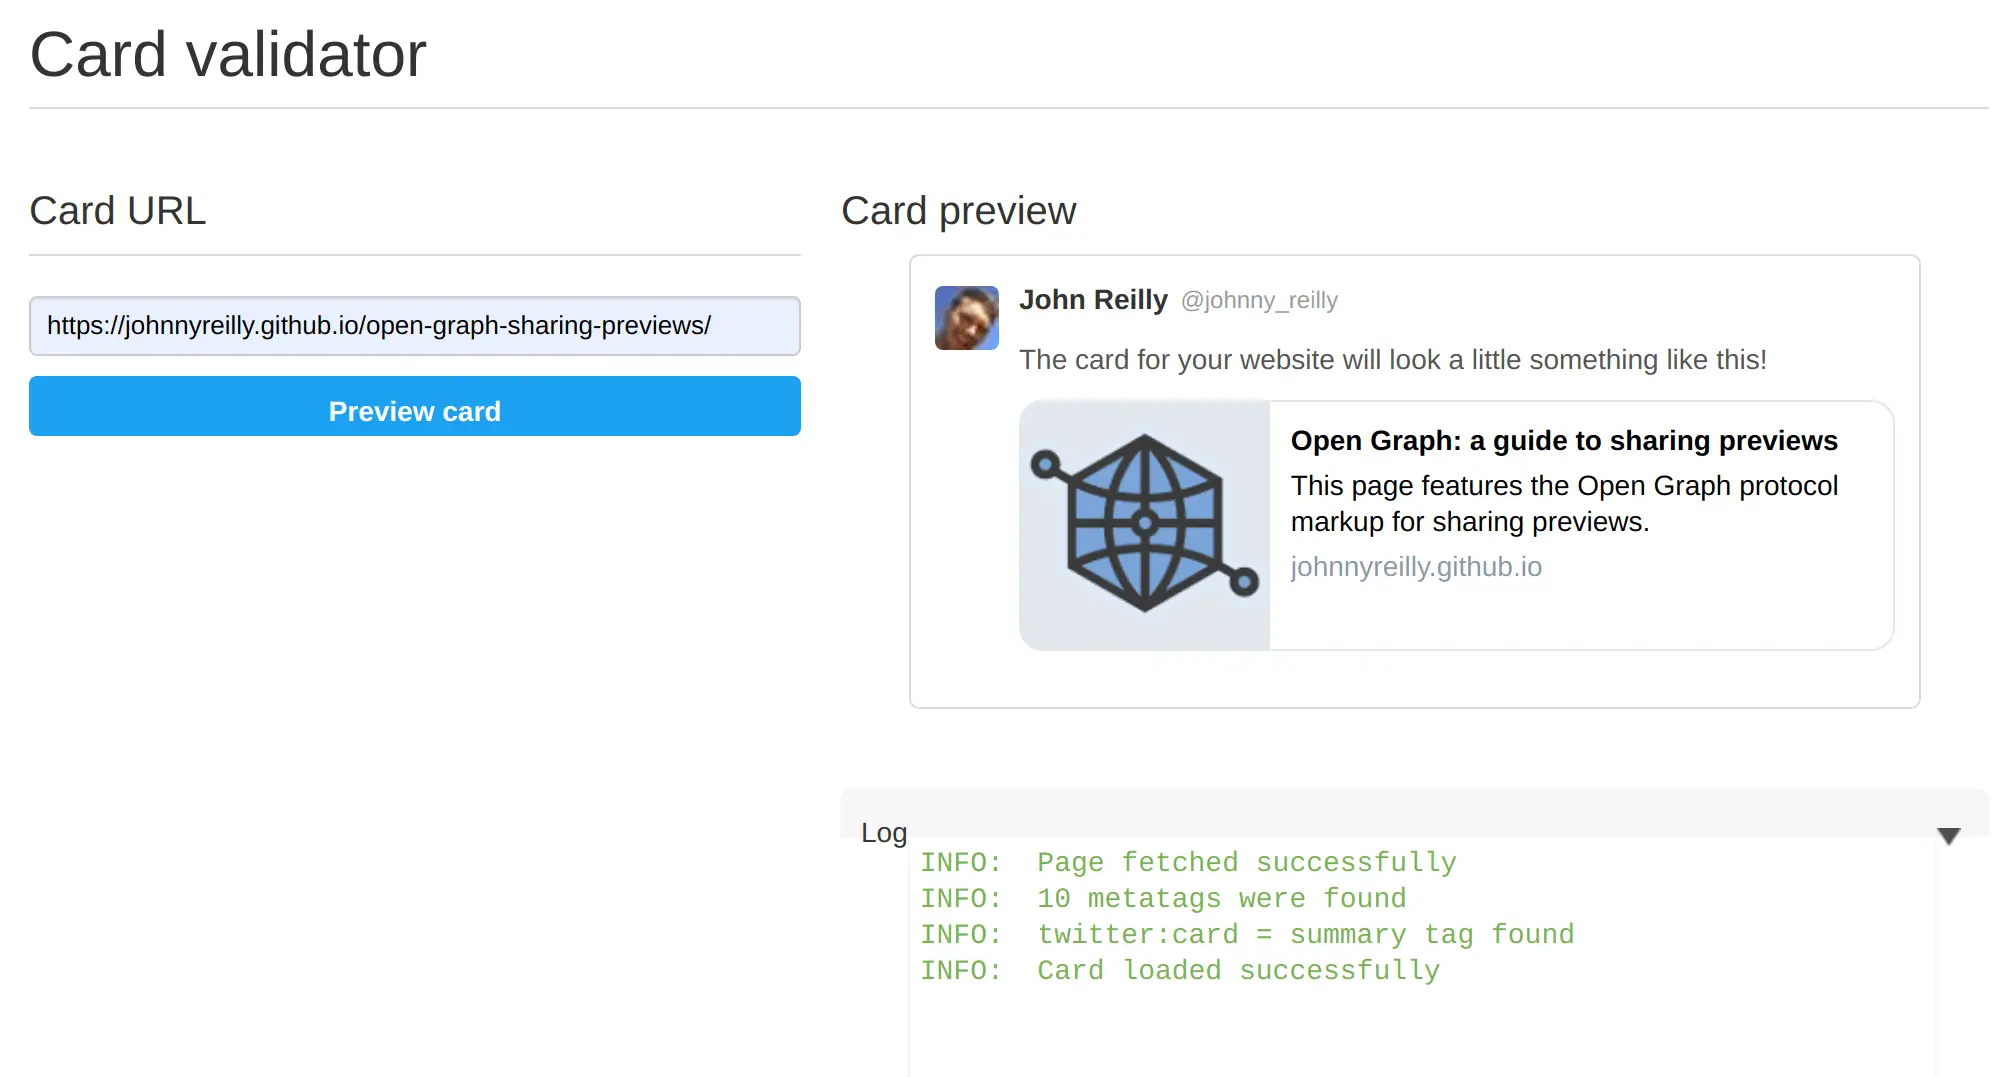 Card validator
Card URL
https://johnnyreilly.github.io/open-graph-sharing-previews/
Preview card
Card preview
John Reilly @johnny_reilly
The card for your website will look a little something like this!
Open Graph: a guide to sharing previews
This page features the Open Graph protocol
markup for sharing previews.
johnnyreilly.github.io
Log
INFO:  Page fetched successfully
INFO:  10 metatags were found
INFO:  twitter:card = summary tag found
INFO:  Card loaded successfully